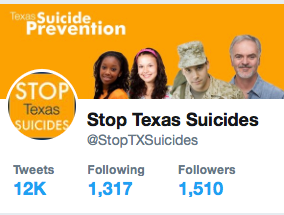 Texas Suicide
Prevention
STOP
Texas
SUICIDES
Stop Texas Suicides
@StopTXSuicides
Tweets Following Followers
12K 1,317 1,510